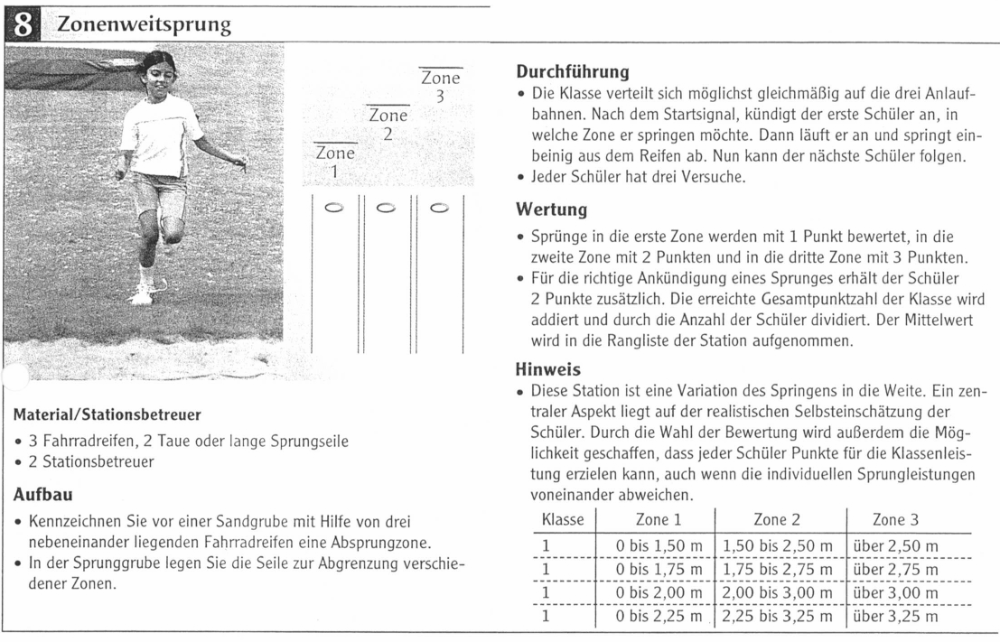 8 Zonenweitsprung
Zone
3
Zone
2
Zone
1
Material/Stationsbetreuer
• 3 Fahrradreifen, 2 Taue oder lange Sprungseile
• 2 Stationsbetreuer
Aufbau
• Kennzeichnen Sie vor einer Sandgrube mit Hilfe von drei
nebeneinander liegenden Fahrradreifen eine Absprungzone.
• In der Sprunggrube legen Sie die Seile zur Abgrenzung verschie-
dener Zonen.
Durchführung
• Die Klasse verteilt sich möglichst gleichmäßig auf die drei Anlauf-
bahnen. Nach dem Startsignal, kündigt der erste Schüler an, in
welche Zone er springen möchte. Dann läuft er an und springt ein-
beinig aus dem Reifen ab. Nun kann der nächste Schüler folgen.
• Jeder Schüler hat drei Versuche.
Wertung
• Sprünge in die erste Zone werden mit 1 Punkt bewertet, in die
zweite Zone mit 2 Punkten und in die dritte Zone mit 3 Punkten.
• Für die richtige Ankündigung eines Sprunges erhält der Schüler
2 Punkte zusätzlich. Die erreichte Gesamtpunktzahl der Klasse wird
addiert und durch die Anzahl der Schüler dividiert. Der Mittelwert
wird in die Rangliste der Station aufgenommen.
Hinweis
• Diese Station ist eine Variation des Springens in die Weite. Ein zen-
traler Aspekt liegt auf der realistischen Selbsteinschätzung der
Schüler. Durch die Wahl der Bewertung wird außerdem die Mög-
lichkeit geschaffen, dass jeder Schüler Punkte für die Klassenleis-
tung erzielen kann, auch wenn die individuellen Sprungleistungen
voneinander abweichen.
Klasse Zone 1 Zone 2 Zone 3
1 0 bis 1,50 m 1,50 bis 2,50 m über 2,50 m
1 0 bis 1,75 m 1,75 bis 2,75 m über 2,75 m
1 0 bis 2,00 m 2,00 bis 3,00 m über 3,00 m
1 0 bis 2,25 m 2,25 bis 3,25 m über 3,25 m